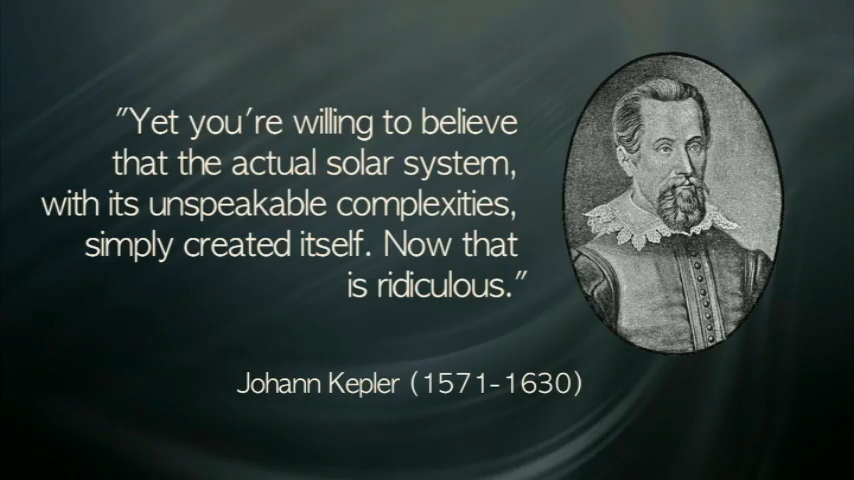 "Yet you're willing to believe
that the actual solar system,
with its unspeakable complexities,
simply created itself. Now that
is ridiculous."
Johann Kepler (1571-1630)